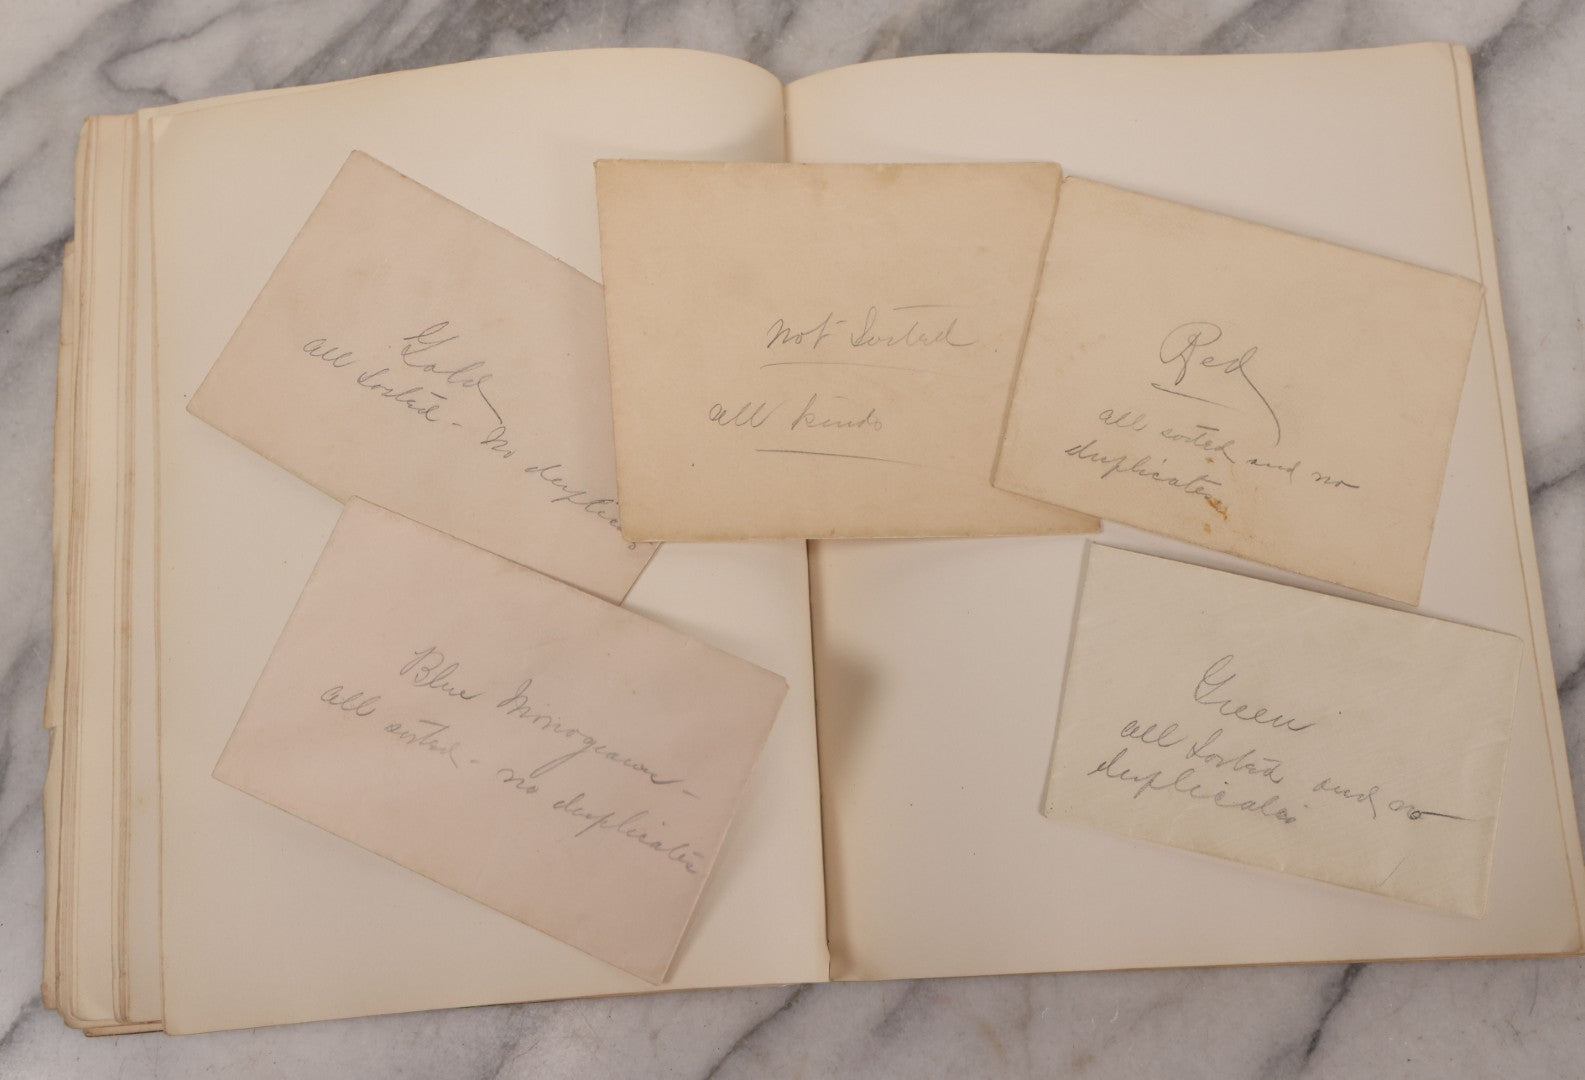 Gold
all sorted - no duplicates
not sorted
all kinds
Red
all sorted and no
duplicates
Blue Monogram -
all sorted - no duplicates
Green
all sorted and no
duplicates